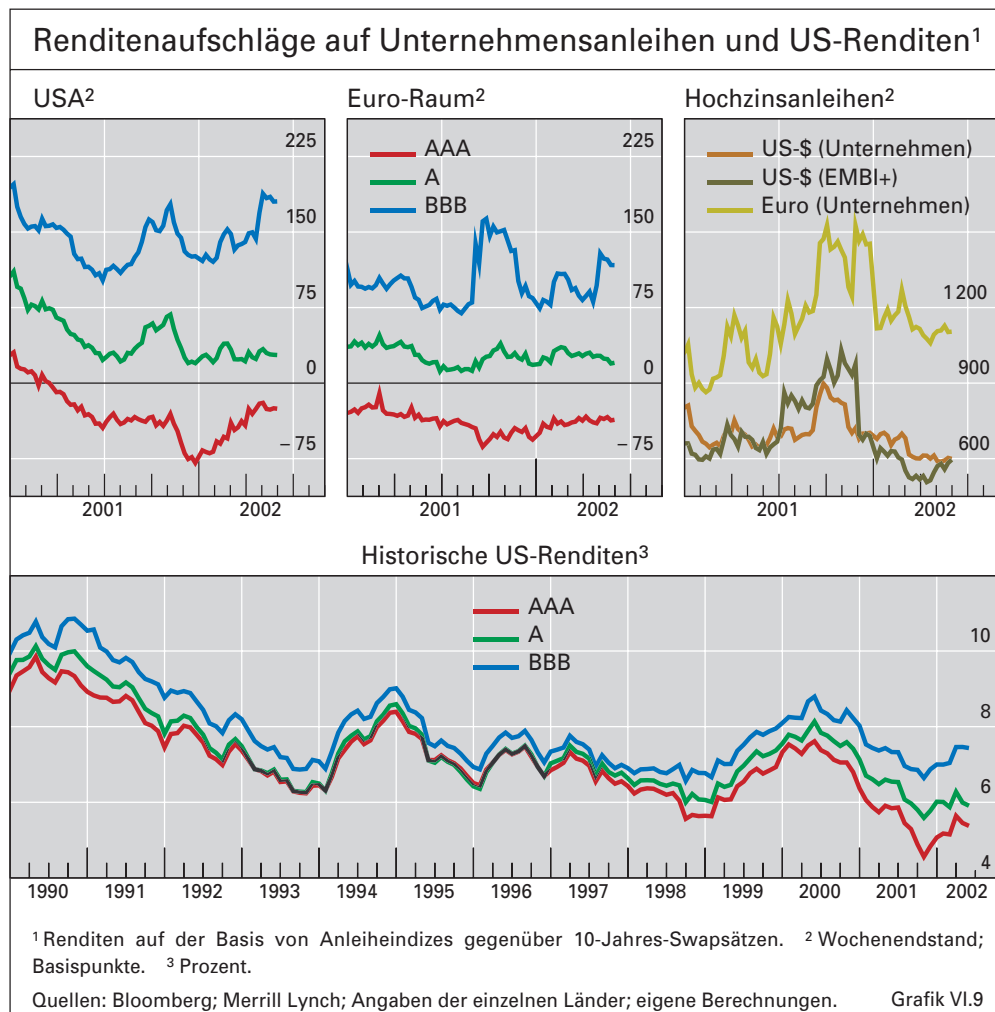 Renditenaufschläge auf Unternehmensanleihen und US-Renditen¹
USA²
225
150
75
0
–75
2001
2002
Euro-Raum²
AAA
A
BBB
225
150
75
0
–75
2001
2002
Hochzinsanleihen²
US-$ (Unternehmen)
US-$ (EMBI+)
Euro (Unternehmen)
1 200
900
600
2001
2002
Historische US-Renditen³
AAA
A
BBB
10
8
6
4
1990 1991 1992 1993 1994 1995 1996 1997 1998 1999 2000 2001 2002
¹ Renditen auf der Basis von Anleiheindizes gegenüber 10-Jahres-Swapsätzen. ² Wochenendstand;
Basispunkte. ³ Prozent.
Quellen: Bloomberg; Merrill Lynch; Angaben der einzelnen Länder; eigene Berechnungen. Grafik VI.9